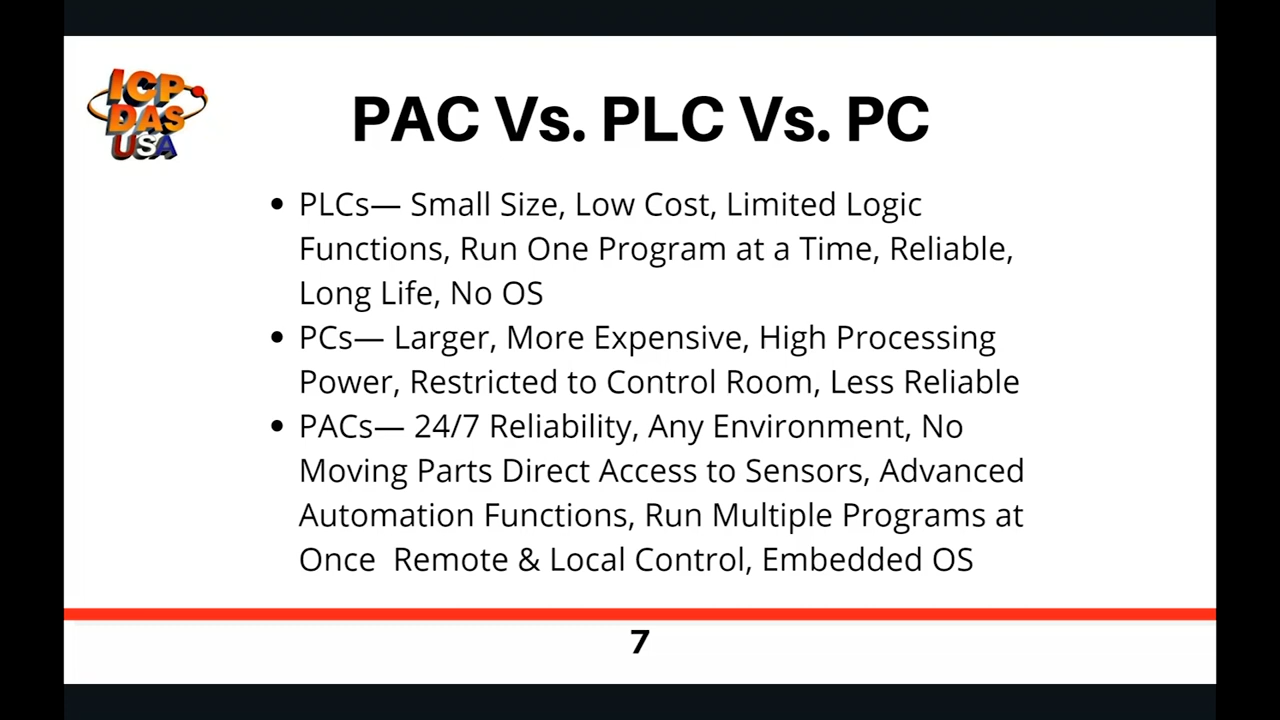 ICP
DAS
USA
PAC Vs. PLC Vs. PC
• PLCs— Small Size, Low Cost, Limited Logic
Functions, Run One Program at a Time, Reliable,
Long Life, No OS
• PCs— Larger, More Expensive, High Processing
Power, Restricted to Control Room, Less Reliable
• PACs— 24/7 Reliability, Any Environment, No
Moving Parts Direct Access to Sensors, Advanced
Automation Functions, Run Multiple Programs at
Once  Remote & Local Control, Embedded OS
7